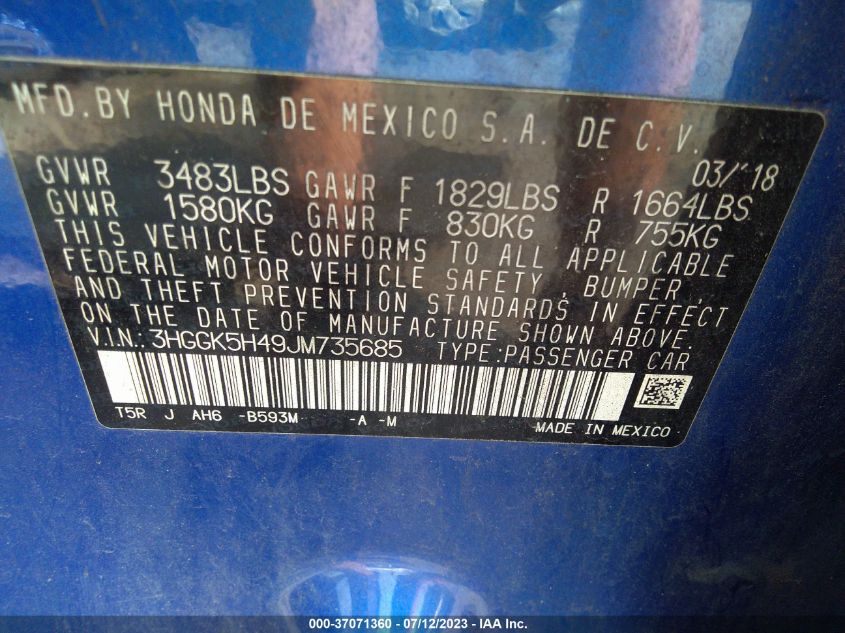 MFD.BY HONDA DE MEXICO S.A. DE C.V.
03/'18
GVWR 3483LBS GAWR F 1829LBS R 1664LBS
GVWR 1580KG GAWR F 830KG R 755KG
THIS VEHICLE CONFORMS TO ALL APPLICABLE
FEDERAL MOTOR VEHICLE SAFETY, BUMPER,
AND THEFT PREVENTION STANDARDS IN EFFECT
ON THE DATE OF MANUFACTURE SHOWN ABOVE.
V.I.N.:3HGGK5H49JM735685 TYPE:PASSENGER CAR
T5R J AH6 -B593M -A -M
MADE IN MEXICO
000-37071360 - 07/12/2023 - IAA Inc.